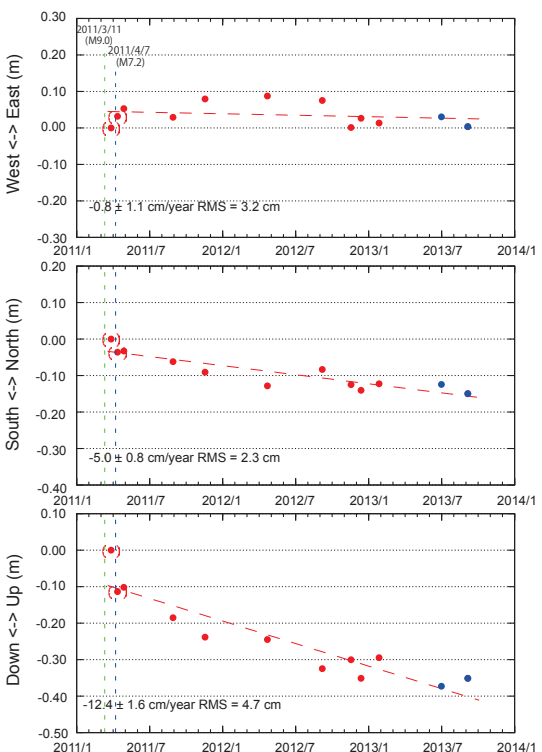 0.30
2011/3/11
(M9.0)
2011/4/7
(M7.2)
0.20
0.10
0.00
-0.10
-0.20
-0.30
West <-> East (m)
-0.8 ± 1.1 cm/year RMS = 3.2 cm
2011/1 2011/7 2012/1 2012/7 2013/1 2013/7 2014/1
0.20
0.10
0.00
-0.10
-0.20
-0.30
-0.40
South <-> North (m)
-5.0 ± 0.8 cm/year RMS = 2.3 cm
2011/1 2011/7 2012/1 2012/7 2013/1 2013/7 2014/1
0.10
0.00
-0.10
-0.20
-0.30
-0.40
-0.50
Down <-> Up (m)
-12.4 ± 1.6 cm/year RMS = 4.7 cm
2011/1 2011/7 2012/1 2012/7 2013/1 2013/7 2014/1